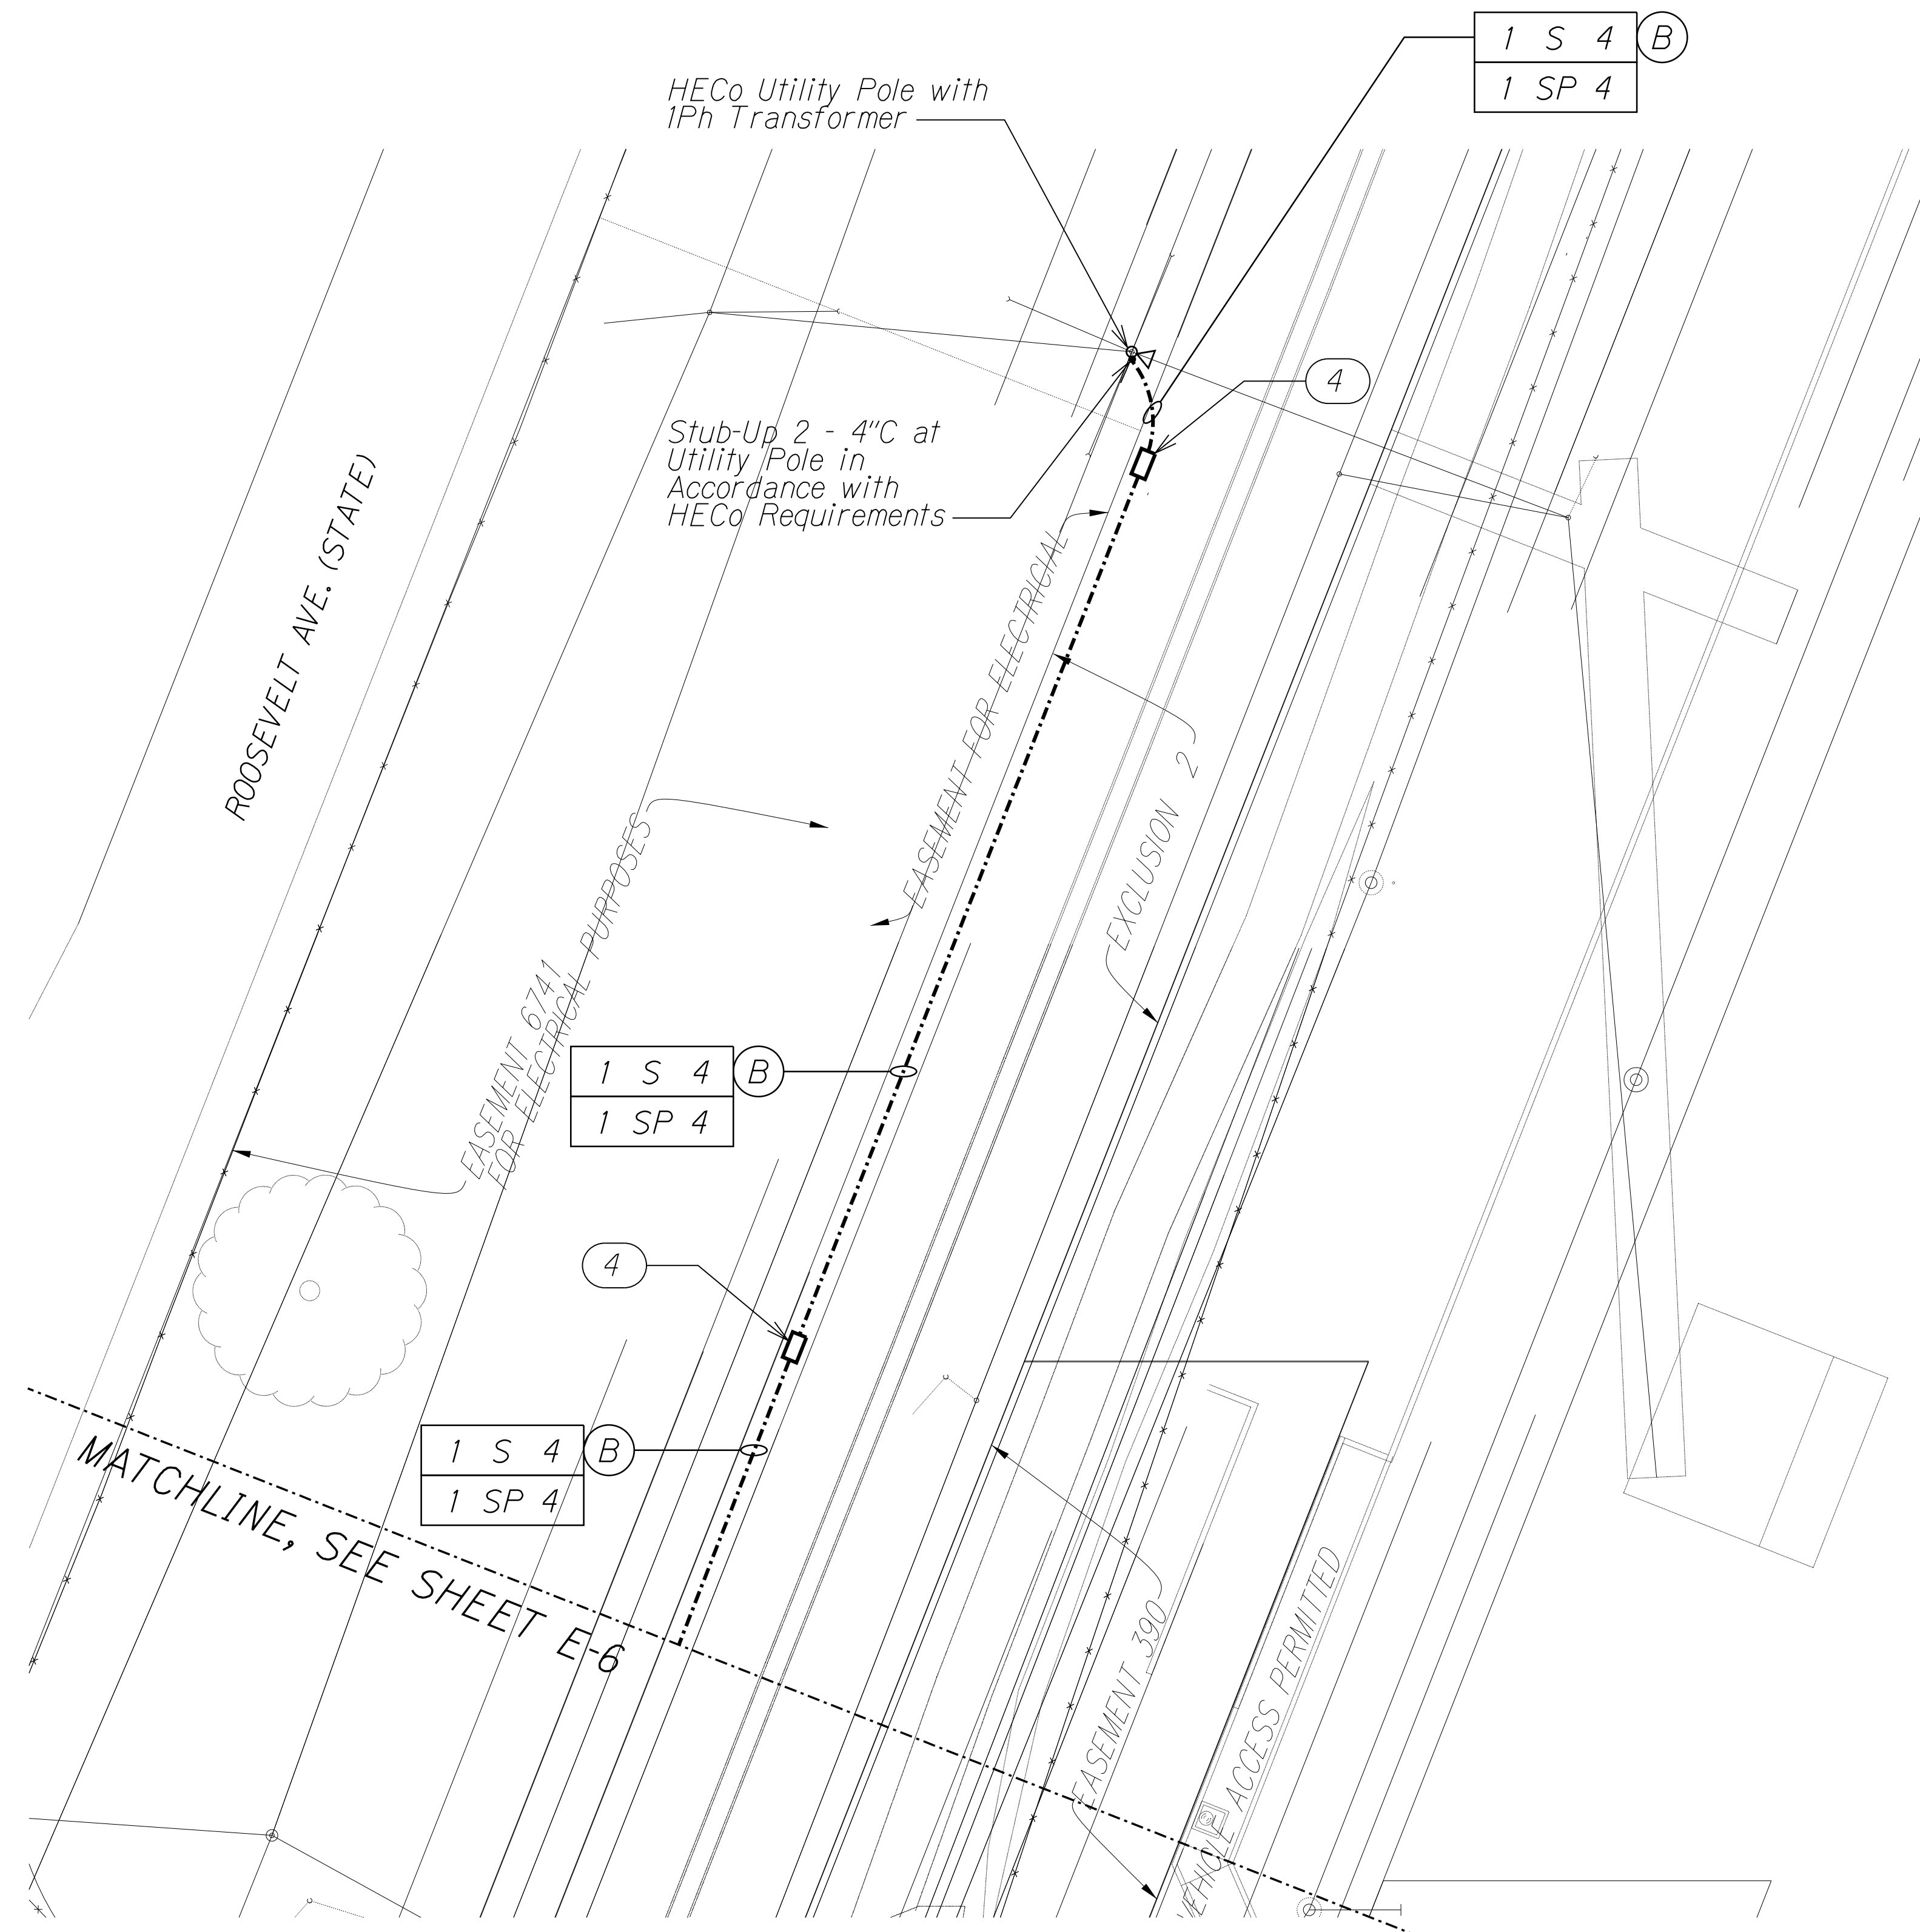 1 S 4 B
1 SP 4
HECo Utility Pole with
1Ph Transformer
4
Stub-Up 2 - 4"C at
Utility Pole in
Accordance with
HECo Requirements
ROOSEVELT AVE. (STATE)
EASEMENT FOR ELECTRICAL
EXCLUSION 2
EASEMENT 6741
FOR ELECTRICAL PURPOSES
1 S 4 B
1 SP 4
4
1 S 4 B
1 SP 4
MATCHLINE, SEE SHEET E-6
EASEMENT 390
VEHICLE ACCESS PERMITTED